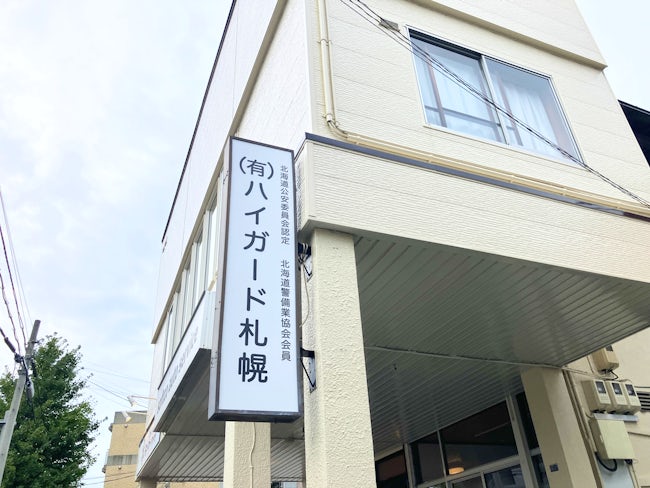 北海道公安委員会認定　北海道警備業協会会員
(有)ハイガード札幌